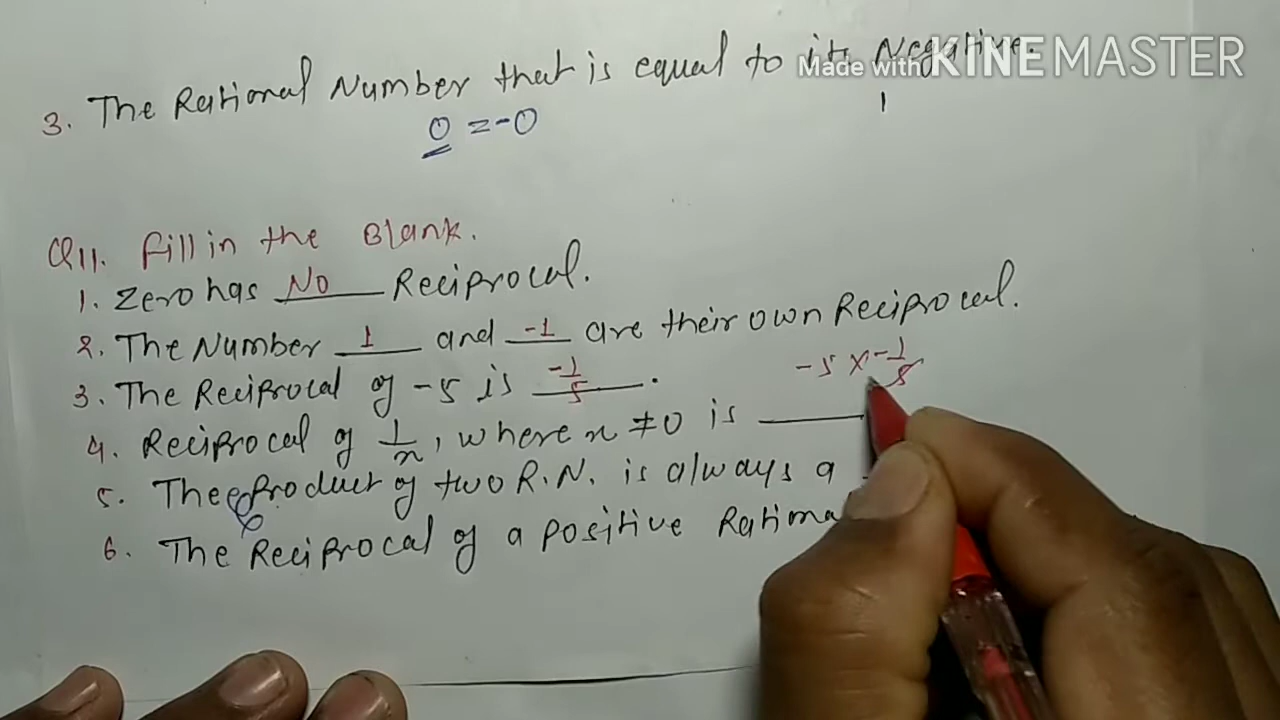 3. The Rational Number that is equal to its Negative.
Made with KINEMASTER
0 = -0
Q11. Fill in the Blank.
1. Zero has No Reciprocal.
2. The Number 1 and -1 are their own Reciprocal.
3. The Reciprocal of -5 is -1/5.
-5 × -1/5
4. Reciprocal of 1/x, where x ≠ 0 is
5. The Product of two R.N. is always a
6. The Reciprocal of a positive